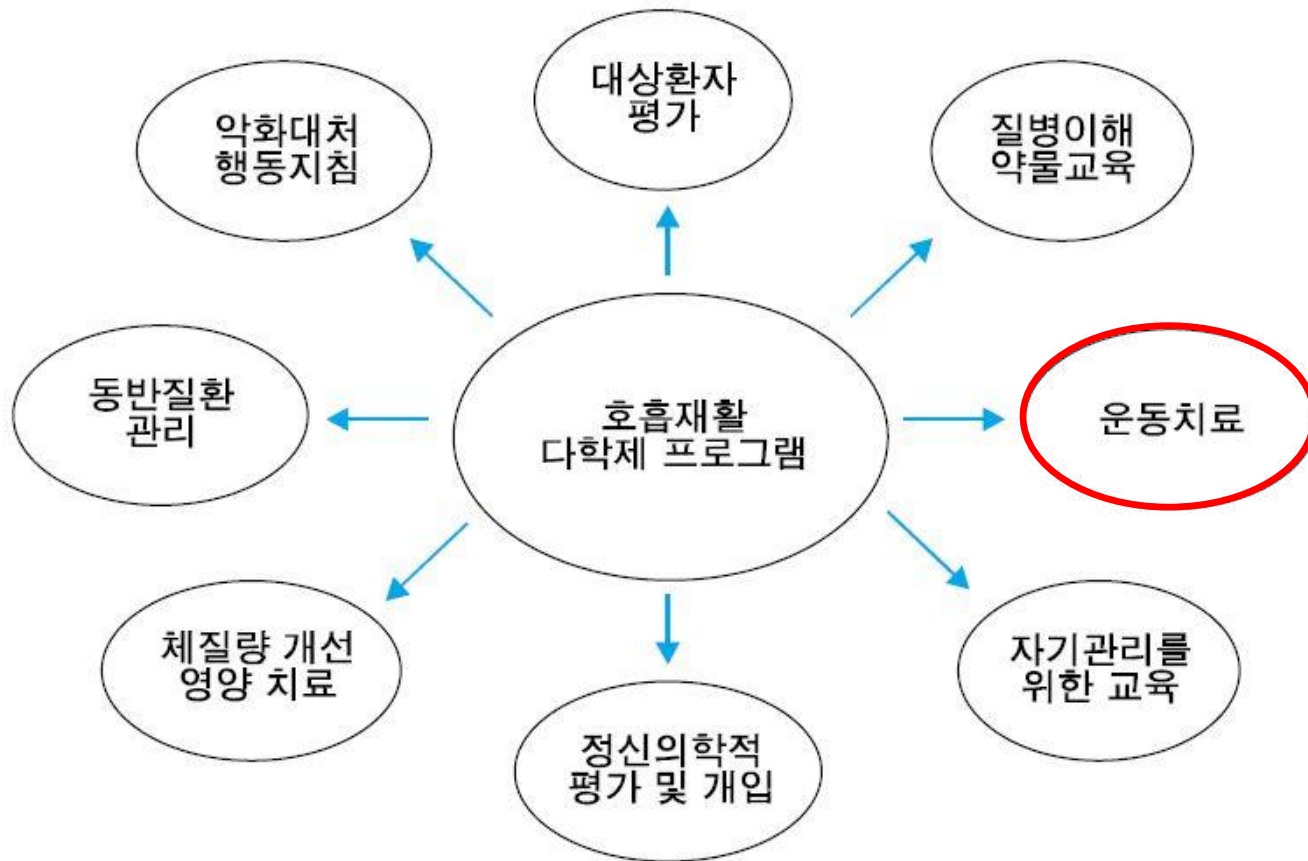 대상환자
평가
악화대처
행동지침
질병이해
약물교육
동반질환
관리
호흡재활
다학제 프로그램
운동치료
체질량 개선
영양 치료
자기관리를
위한 교육
정신의학적
평가 및 개입